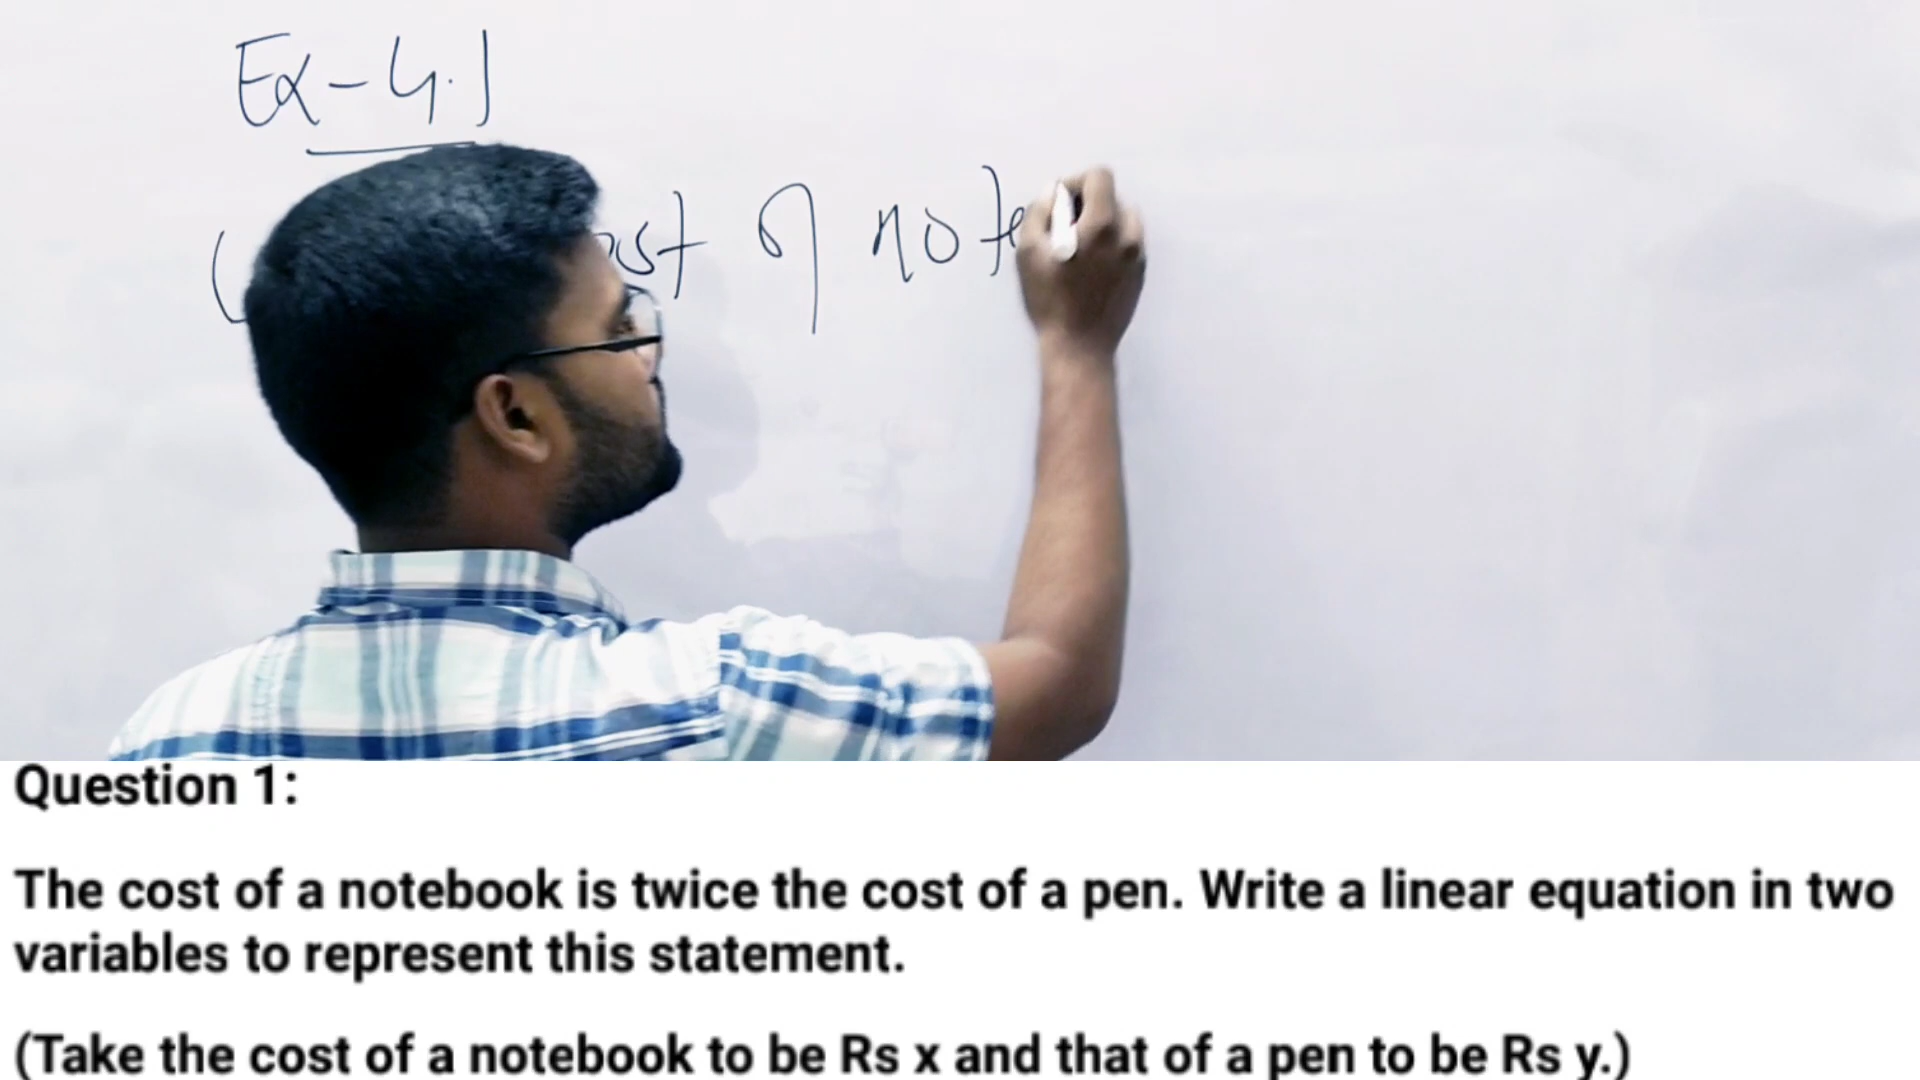 Ex-4.1
cost of note
Question 1:
The cost of a notebook is twice the cost of a pen. Write a linear equation in two
variables to represent this statement.
(Take the cost of a notebook to be Rs x and that of a pen to be Rs y.)